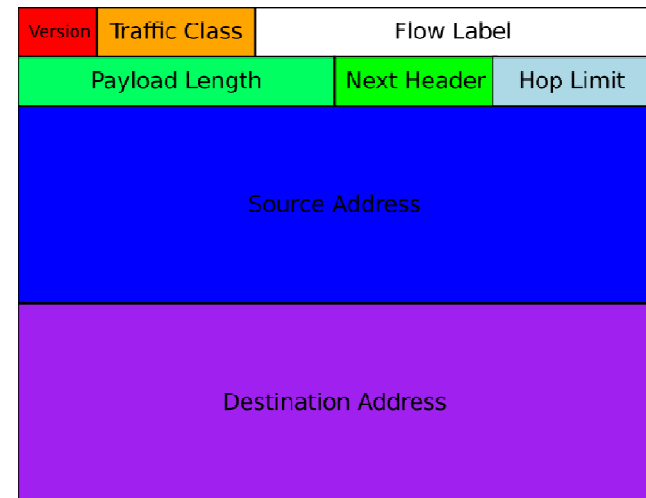 Version Traffic Class Flow Label
Payload Length Next Header Hop Limit
Source Address
Destination Address